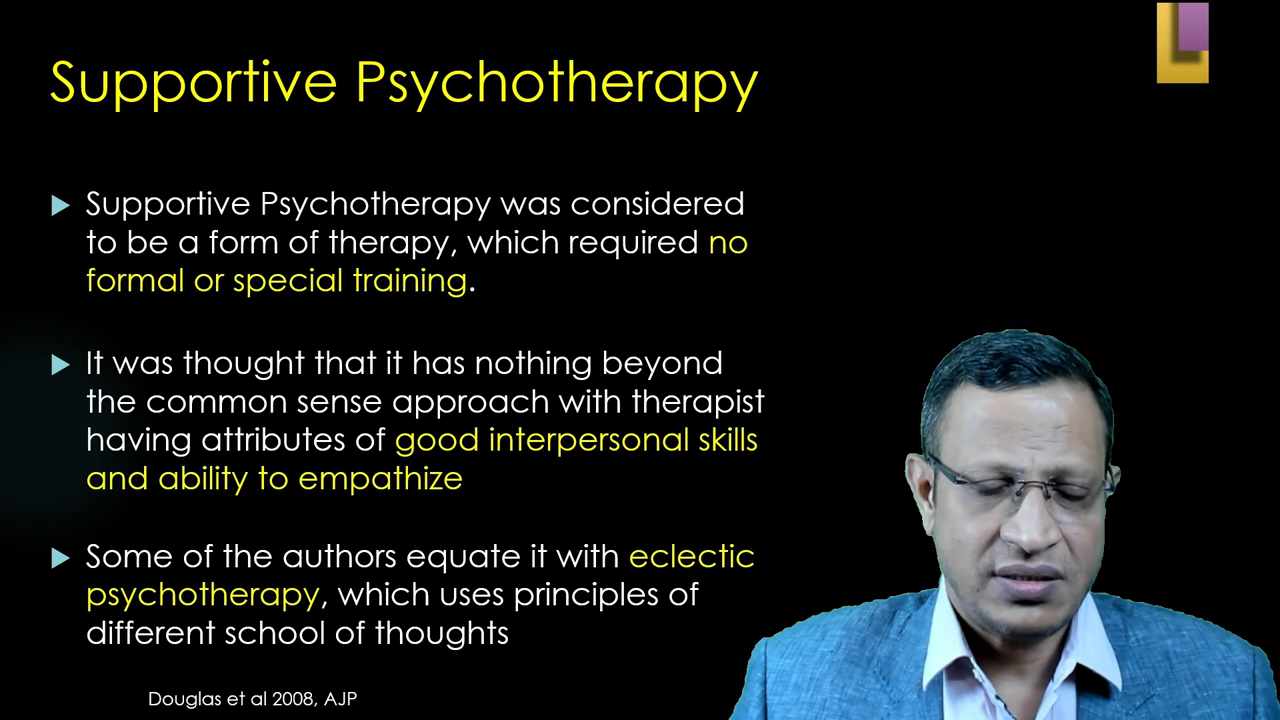 Supportive Psychotherapy
Supportive Psychotherapy was considered
to be a form of therapy, which required no
formal or special training.
It was thought that it has nothing beyond
the common sense approach with therapist
having attributes of good interpersonal skills
and ability to empathize
Some of the authors equate it with eclectic
psychotherapy, which uses principles of
different school of thoughts
Douglas et al 2008, AJP